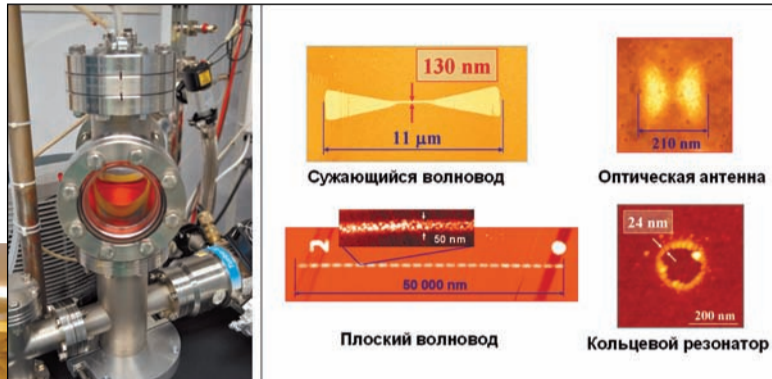 130 nm
11 μm
Сужающийся волновод
210 nm
Оптическая антенна
50 nm
50 000 nm
Плоский волновод
24 nm
200 nm
Кольцевой резонатор